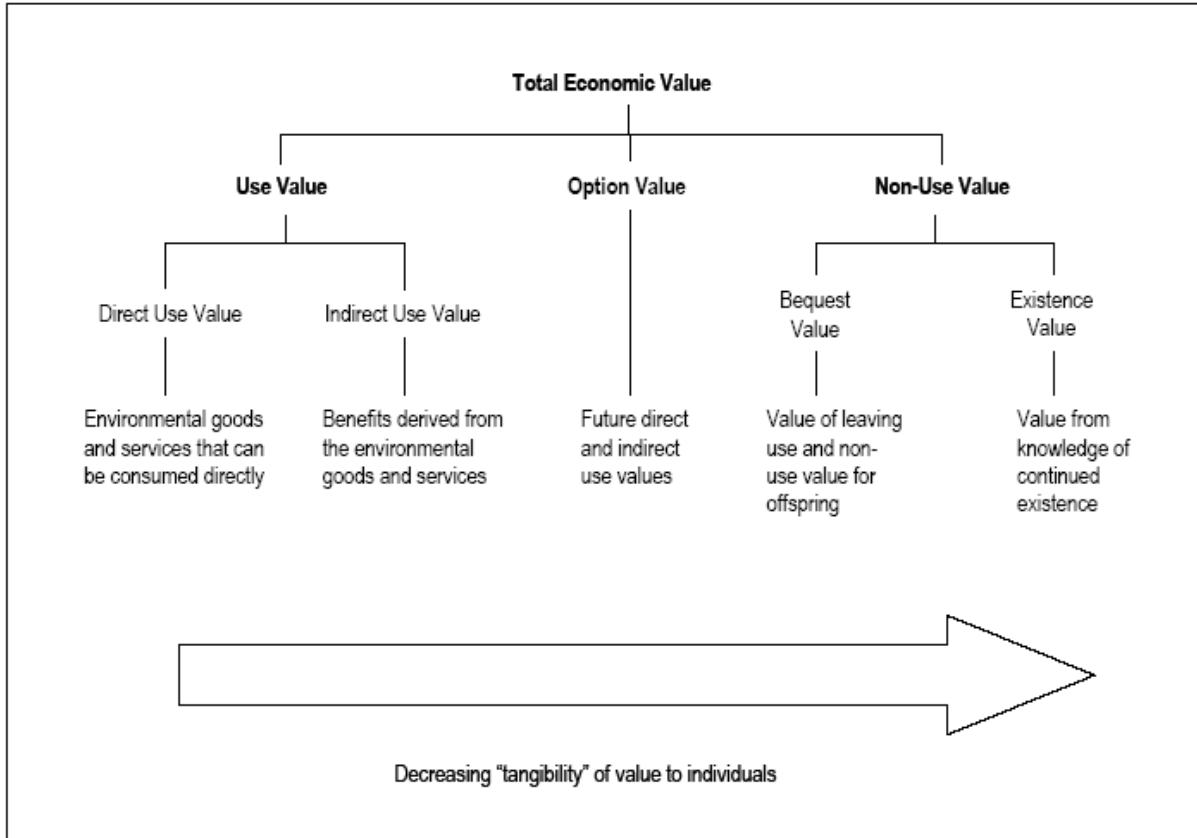 Total Economic Value
Use Value
Option Value
Non-Use Value
Direct Use Value
Indirect Use Value
Bequest
Value
Existence
Value
Environmental goods
and services that can
be consumed directly
Benefits derived from
the environmental
goods and services
Future direct
and indirect
use values
Value of leaving
use and non-
use value for
offspring
Value from
knowledge of
continued
existence
Decreasing “tangibility” of value to individuals